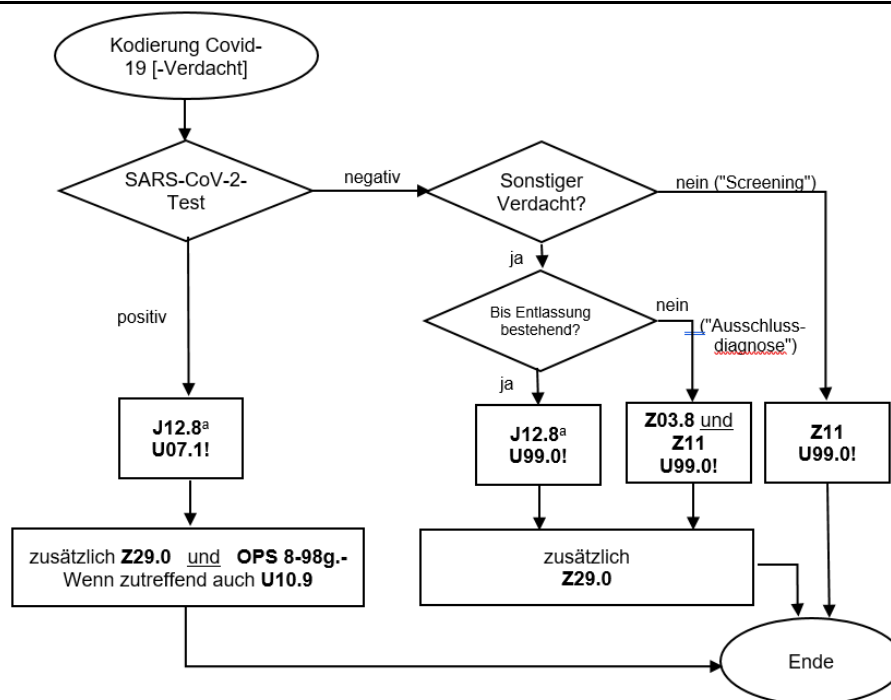 Kodierung Covid-
19 [-Verdacht]
SARS-CoV-2-
Test
negativ
Sonstiger
Verdacht?
nein ("Screening")
ja
positiv
Bis Entlassung
bestehend?
nein
("Ausschluss-
diagnose")
ja
J12.8ᵃ
U07.1!
J12.8ᵃ
U99.0!
Z03.8 und
Z11
U99.0!
Z11
U99.0!
zusätzlich Z29.0 und OPS 8-98g.-
Wenn zutreffend auch U10.9
zusätzlich
Z29.0
Ende